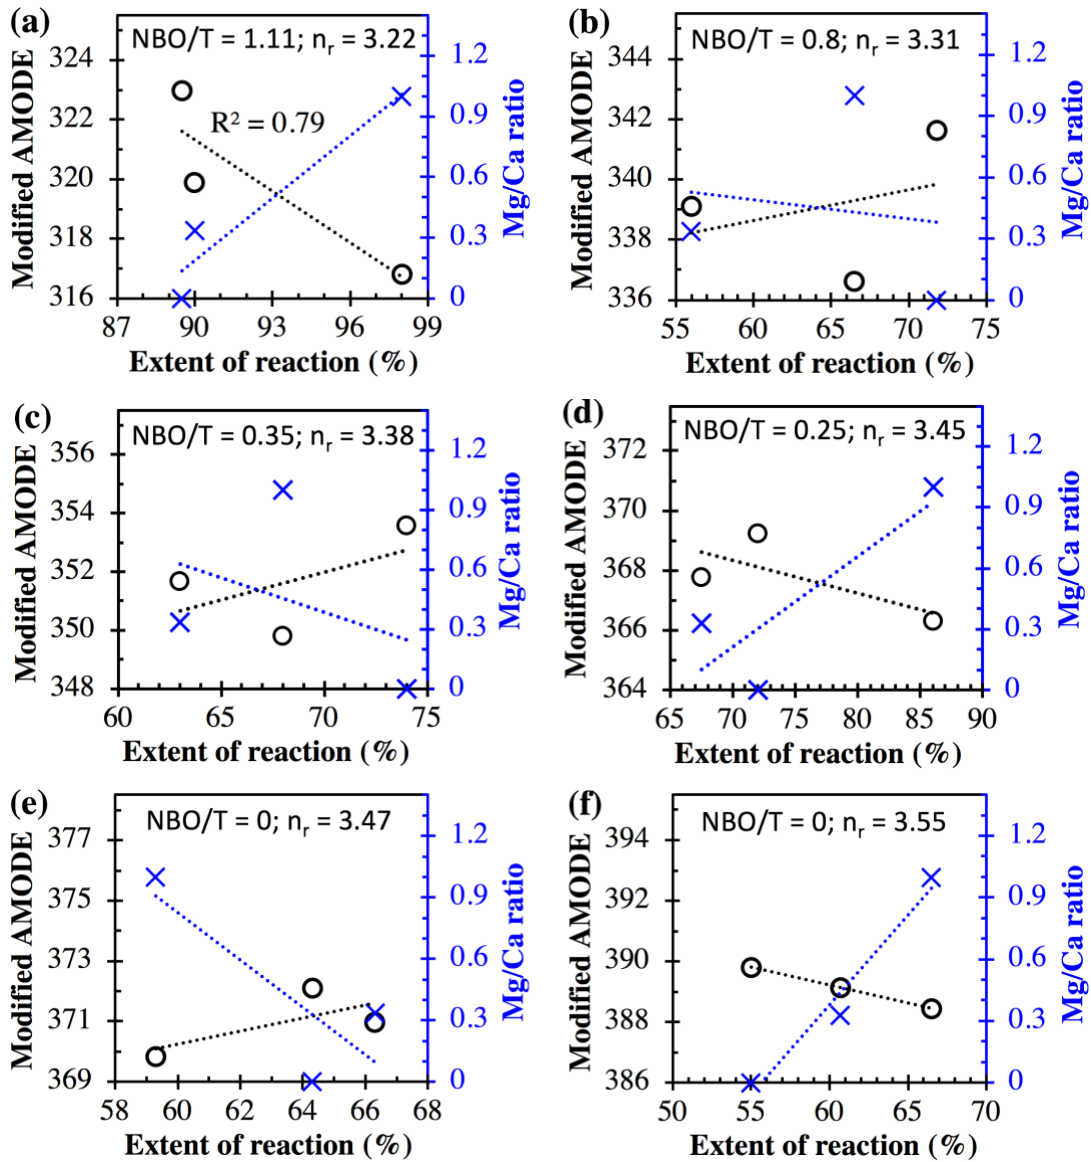 (a)
NBO/T = 1.11; nᵣ = 3.22
R² = 0.79
Modified AMODE
324
322
320
318
316
87
90
93
96
99
Extent of reaction (%)
1.2
0.9
0.6
0.3
0
Mg/Ca ratio
(b)
NBO/T = 0.8; nᵣ = 3.31
Modified AMODE
344
342
340
338
336
55
60
65
70
75
Extent of reaction (%)
1.2
0.9
0.6
0.3
0
Mg/Ca ratio
(c)
NBO/T = 0.35; nᵣ = 3.38
Modified AMODE
356
354
352
350
348
60
65
70
75
Extent of reaction (%)
1.2
0.9
0.6
0.3
0
Mg/Ca ratio
(d)
NBO/T = 0.25; nᵣ = 3.45
Modified AMODE
372
370
368
366
364
65
70
75
80
85
90
Extent of reaction (%)
1.2
0.9
0.6
0.3
0
Mg/Ca ratio
(e)
NBO/T = 0; nᵣ = 3.47
Modified AMODE
377
375
373
371
369
58
60
62
64
66
68
Extent of reaction (%)
1.2
0.9
0.6
0.3
0
Mg/Ca ratio
(f)
NBO/T = 0; nᵣ = 3.55
Modified AMODE
394
392
390
388
386
50
55
60
65
70
Extent of reaction (%)
1.2
0.9
0.6
0.3
0
Mg/Ca ratio